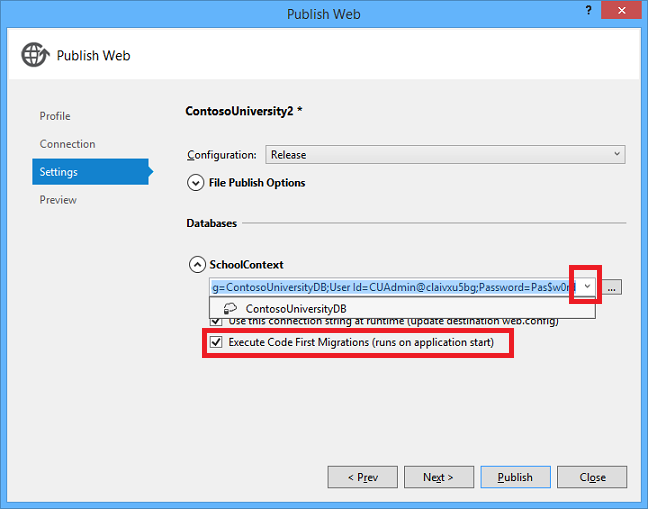 Publish Web
?
Publish Web
Profile
Connection
Settings
Preview
ContosoUniversity2 *
Configuration: Release
File Publish Options
Databases
SchoolContext
g=ContosoUniversityDB;User Id=CUAdmin@claivxu5bg;Password=Pas$w0r ...
ContosoUniversityDB
Use this connection string at runtime (update destination web.config)
Execute Code First Migrations (runs on application start)
< Prev Next > Publish Close